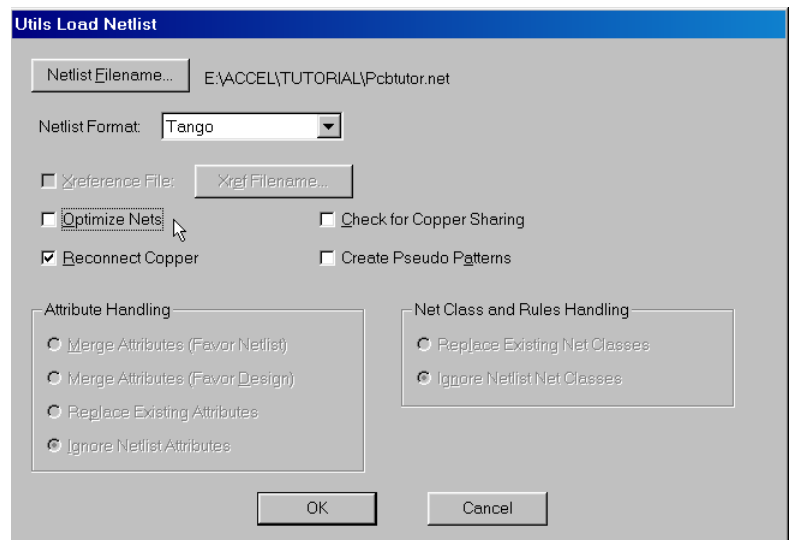 Utils Load Netlist
Netlist Filename... E:\ACCEL\TUTORIAL\Pcbtutor.net
Netlist Format: Tango
Xreference File: Xref Filename...
Optimize Nets Check for Copper Sharing
Reconnect Copper Create Pseudo Patterns
Attribute Handling Net Class and Rules Handling
Merge Attributes (Favor Netlist) Replace Existing Net Classes
Merge Attributes (Favor Design) Ignore Netlist Net Classes
Replace Existing Attributes
Ignore Netlist Attributes
OK Cancel